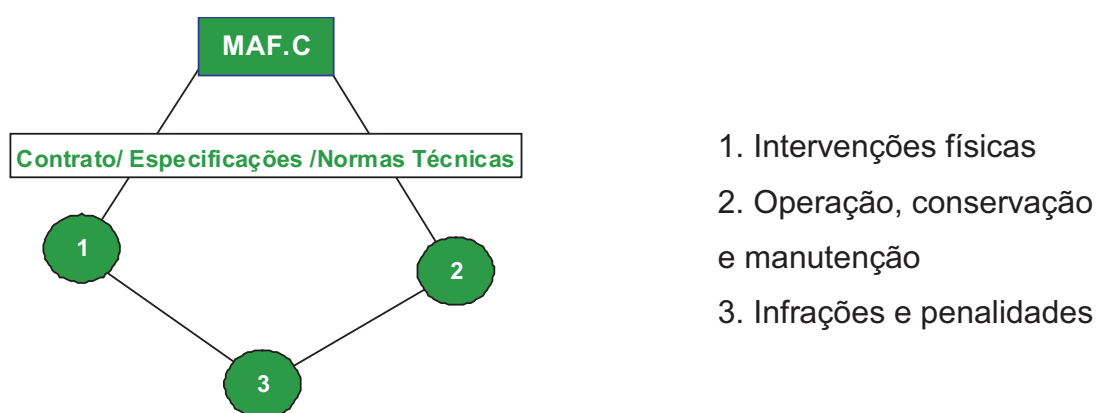 MAF.C
Contrato/ Especificações /Normas Técnicas
1
2
3
1. Intervenções físicas
2. Operação, conservação
e manutenção
3. Infrações e penalidades